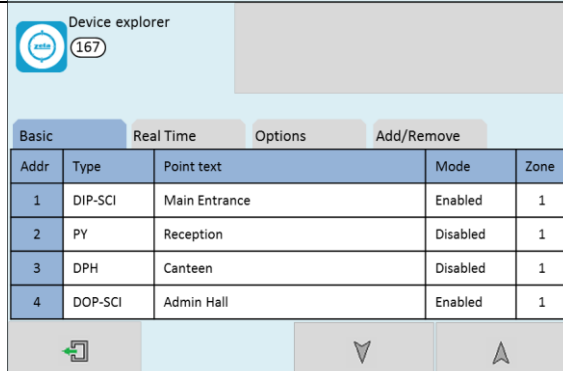 Device explorer
zeta
167
Basic Real Time Options Add/Remove
Addr Type Point text Mode Zone
1 DIP-SCI Main Entrance Enabled 1
2 PY Reception Disabled 1
3 DPH Canteen Disabled 1
4 DOP-SCI Admin Hall Enabled 1